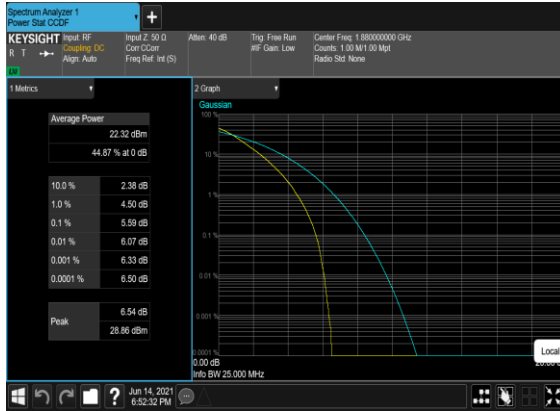 Spectrum Analyzer 1
Power Stat CCDF
+
KEYSIGHT
R T
LU
Input: RF
Coupling: DC
Align: Auto
Input Z: 50 Ω
Corr CCorr
Freq Ref: Int (S)
Atten: 40 dB
Trig: Free Run
#IF Gain: Low
Center Freq: 1.880000000 GHz
Counts: 1.00 M/1.00 Mpt
Radio Std: None
1 Metrics
Average Power
22.32 dBm
44.87 % at 0 dB
10.0 % 2.38 dB
1.0 % 4.50 dB
0.1 % 5.59 dB
0.01 % 6.07 dB
0.001 % 6.33 dB
0.0001 % 6.50 dB
Peak
6.54 dB
28.86 dBm
2 Graph
Gaussian
100 %
10 %
1 %
0.1 %
0.01 %
0.001 %
0.0001 %
0.00 dB
Info BW 25.000 MHz
Local
?
Jun 14, 2021
6:52:32 PM